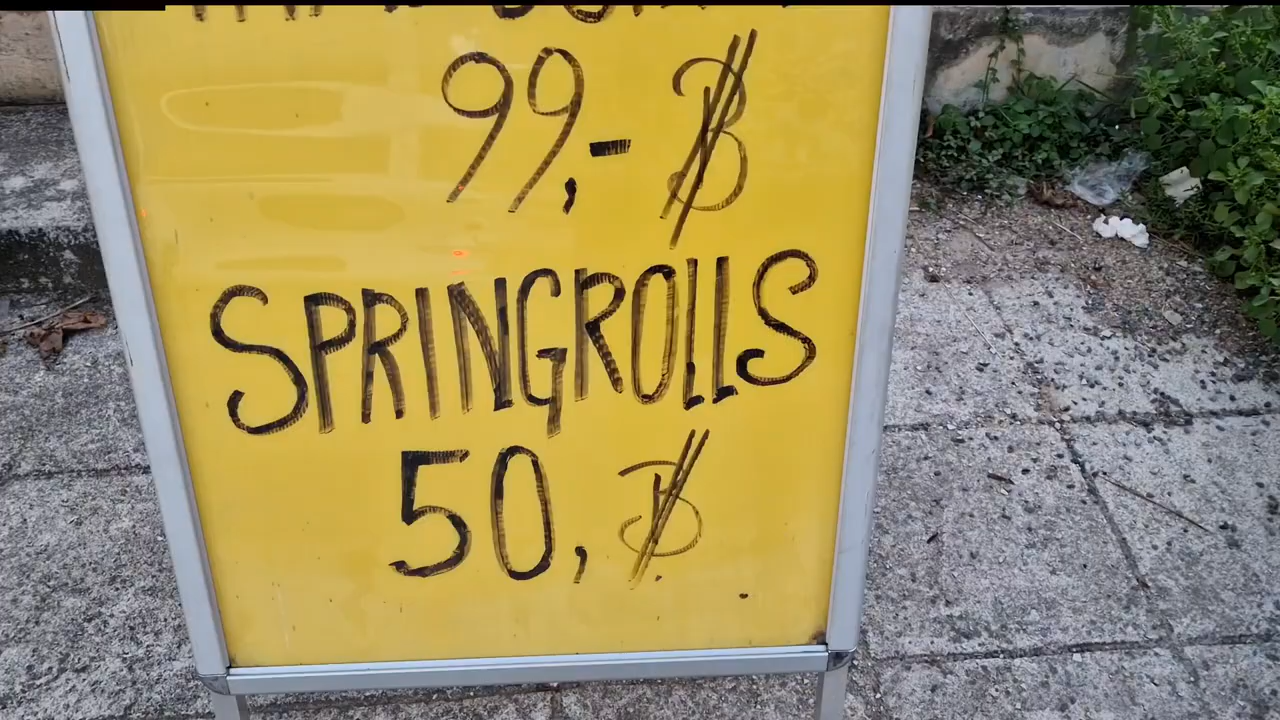 99,- ฿
SPRINGROLLS
50, ฿